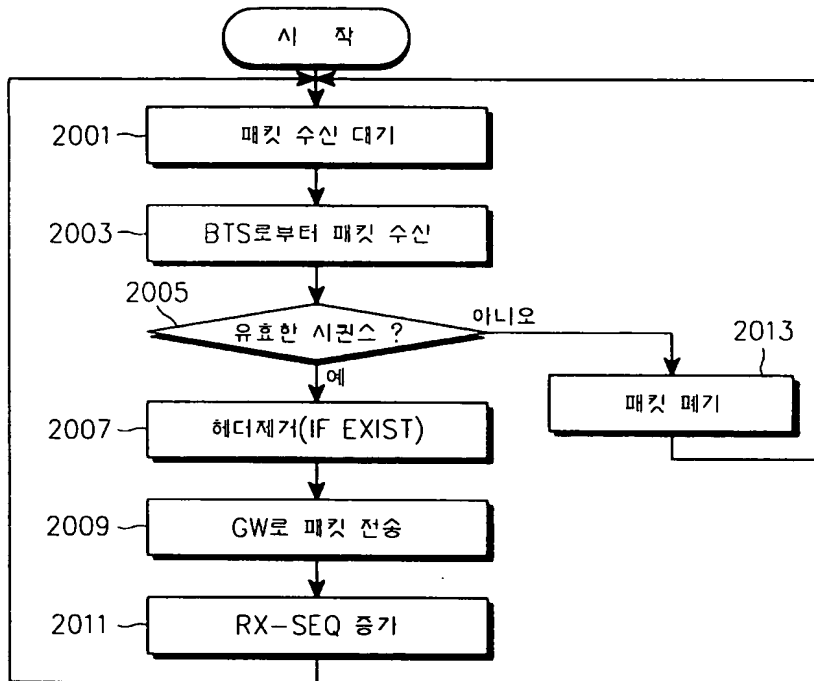 시 작
2001
패킷 수신 대기
2003
BTS로부터 패킷 수신
2005
유효한 시퀀스 ?
아니오
예
2013
패킷 폐기
2007
헤더제거(IF EXIST)
2009
GW로 패킷 전송
2011
RX-SEQ 증가